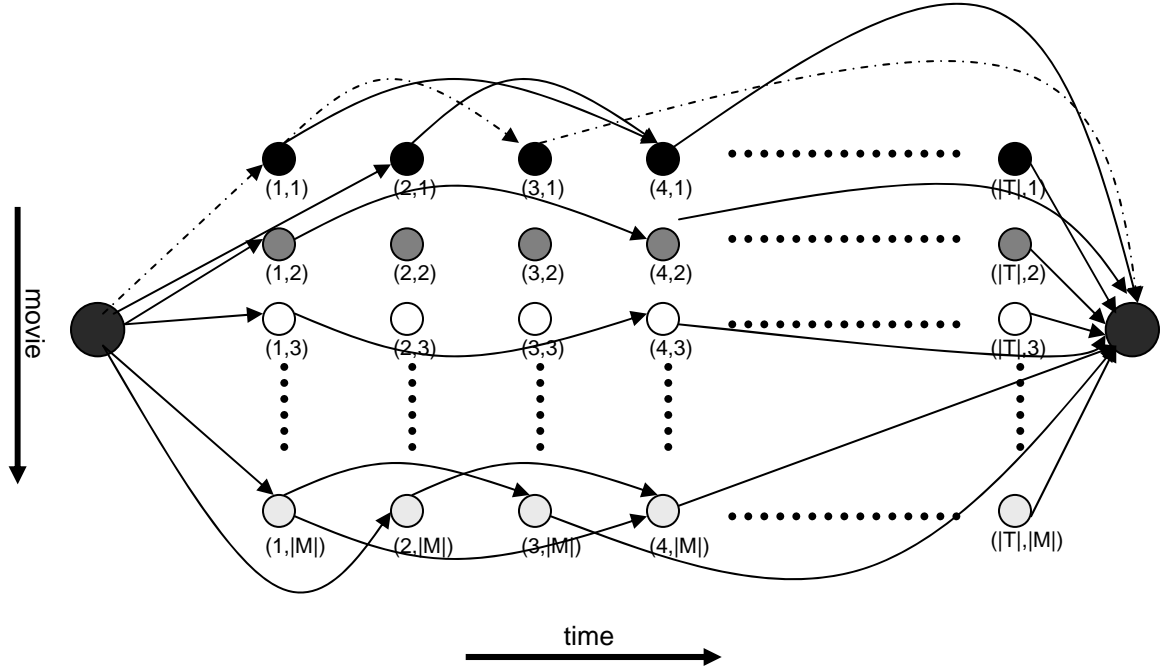 (1,1) (2,1) (3,1) (4,1) (|T|,1)
(1,2) (2,2) (3,2) (4,2) (|T|,2)
movie
(1,3) (2,3) (3,3) (4,3) (|T|,3)
(1,|M|) (2,|M|) (3,|M|) (4,|M|) (|T|,|M|)
time